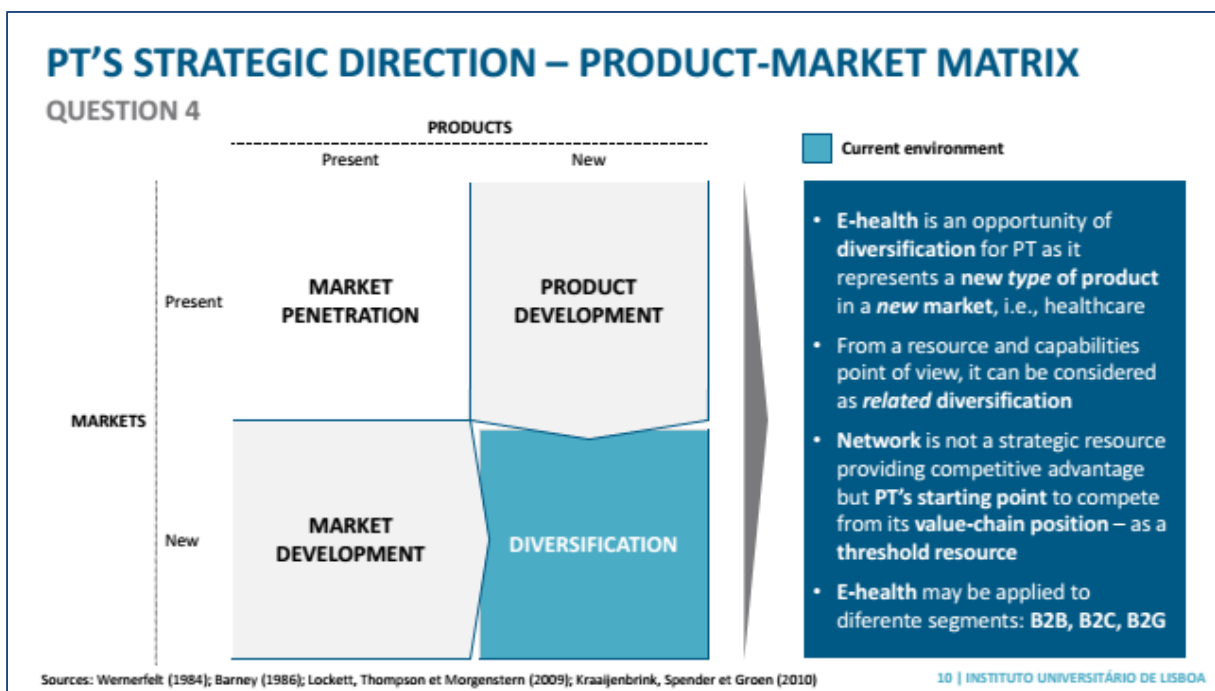 PT'S STRATEGIC DIRECTION – PRODUCT-MARKET MATRIX
QUESTION 4
PRODUCTS
Present
New
MARKETS
Present
New
MARKET
PENETRATION
PRODUCT
DEVELOPMENT
MARKET
DEVELOPMENT
DIVERSIFICATION
Current environment
• E-health is an opportunity of
diversification for PT as it
represents a new type of product
in a new market, i.e., healthcare
• From a resource and capabilities
point of view, it can be considered
as related diversification
• Network is not a strategic resource
providing competitive advantage
but PT's starting point to compete
from its value-chain position – as a
threshold resource
• E-health may be applied to
diferente segments: B2B, B2C, B2G
Sources: Wernerfelt (1984); Barney (1986); Lockett, Thompson et Morgenstern (2009); Kraaijenbrink, Spender et Groen (2010)
10 | INSTITUTO UNIVERSITÁRIO DE LISBOA